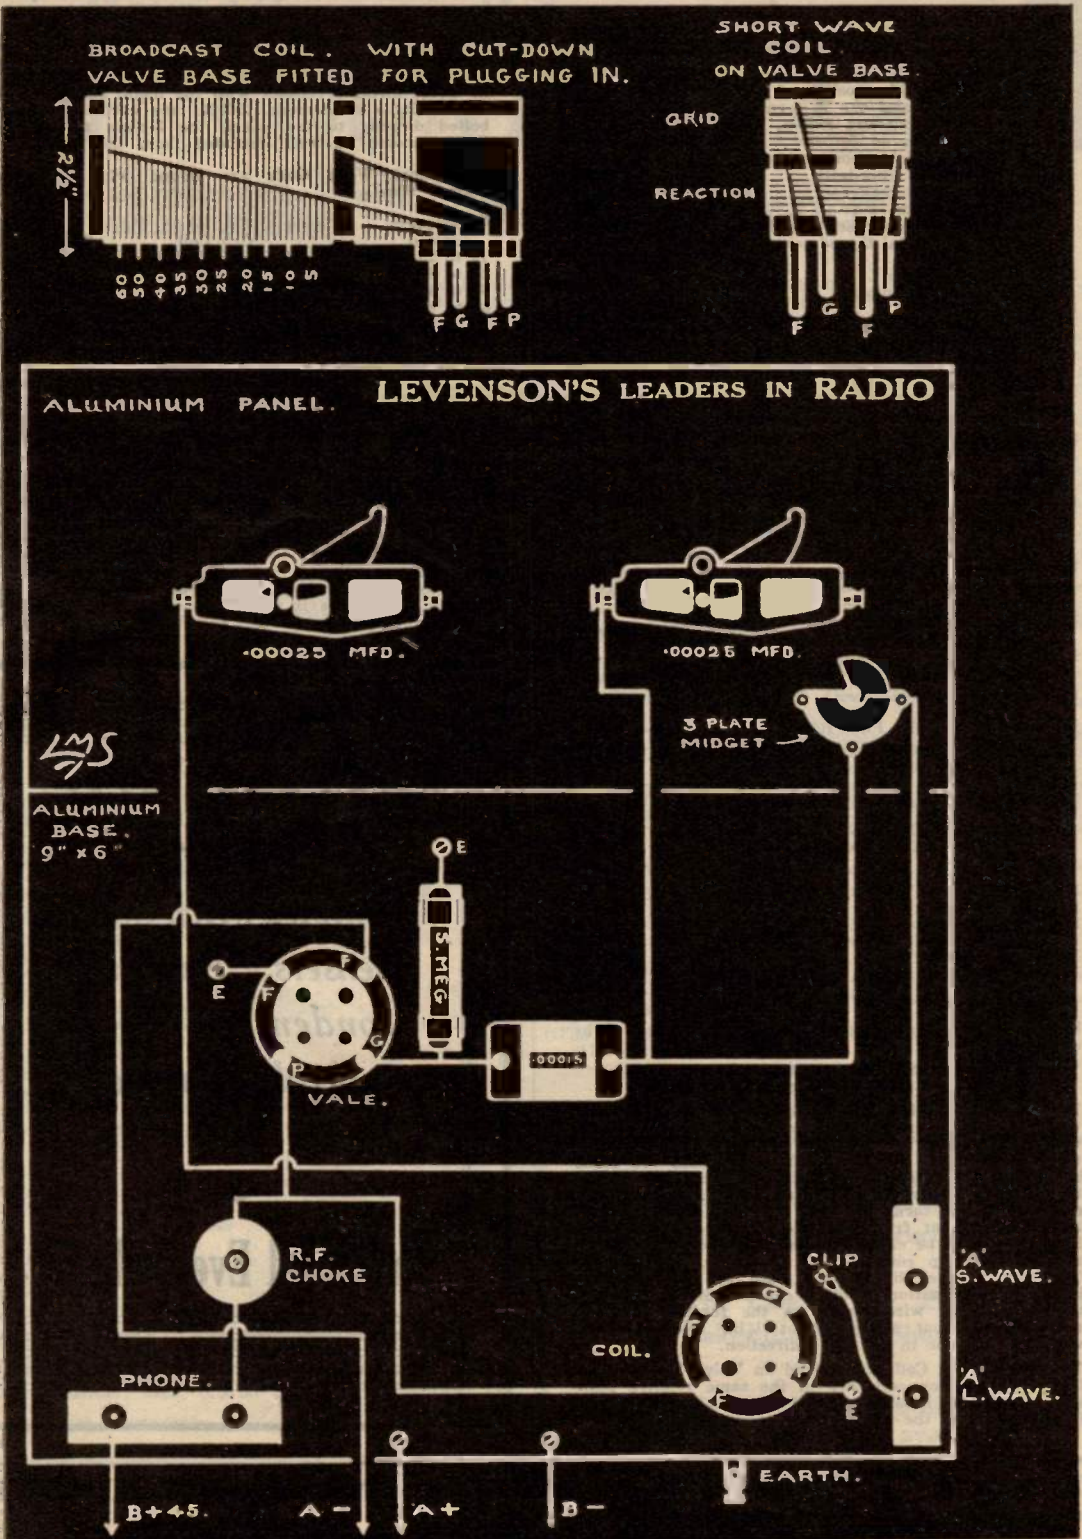 BROADCAST COIL. WITH CUT-DOWN
VALVE BASE FITTED FOR PLUGGING IN.
2½"
60
50
40
35
30
25
20
15
10
5
F G F P
SHORT WAVE
COIL.
ON VALVE BASE.
GRID
REACTION
F G F P
ALUMINIUM PANEL.
LEVENSON'S LEADERS IN RADIO
.00025 MFD.
.00025 MFD.
3 PLATE
MIDGET
LMS
ALUMINIUM
BASE.
9" x 6"
E
5.MEG
E
F
F
G
P
.00015
VALE.
R.F.
CHOKE
CLIP
'A'
S.WAVE.
COIL.
F
G
P
F
E
'A'
L.WAVE.
PHONE.
EARTH.
B+45.
A -
A +
B -